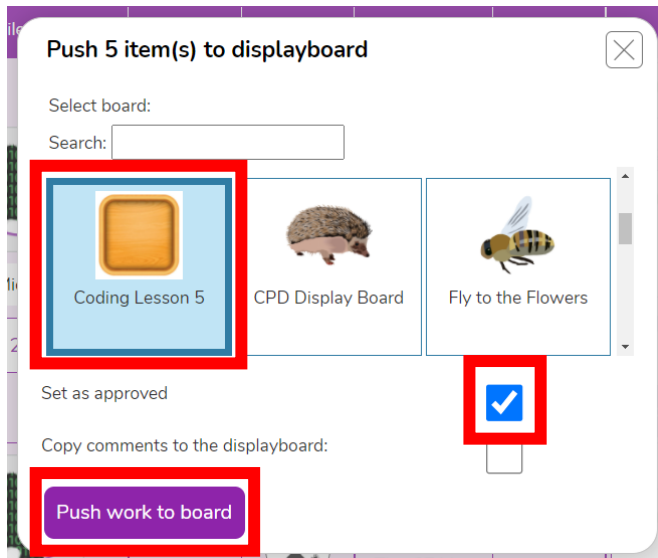 Push 5 item(s) to displayboard
Select board:
Search:
Coding Lesson 5
CPD Display Board
Fly to the Flowers
Set as approved
Copy comments to the displayboard:
Push work to board